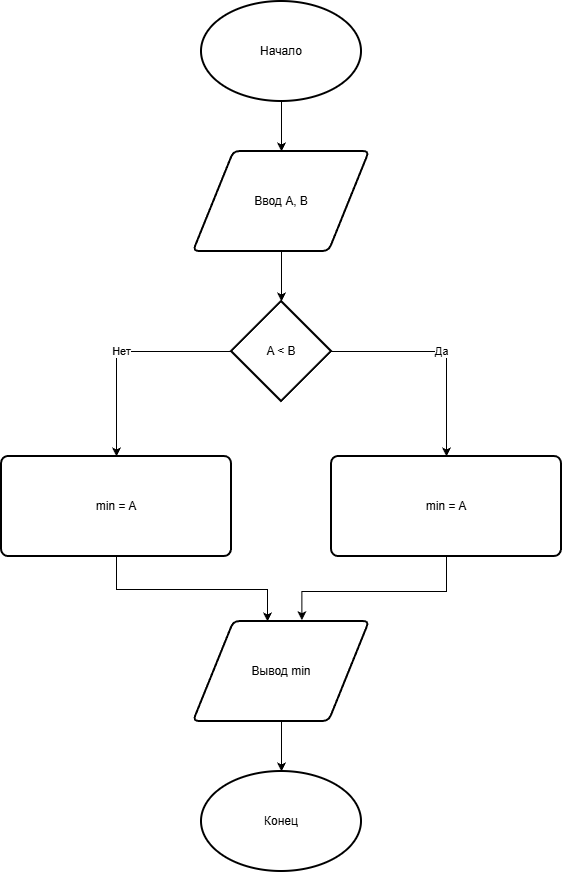 Начало
Ввод А, В
А < В
Нет
Да
min = A
min = A
Вывод min
Конец